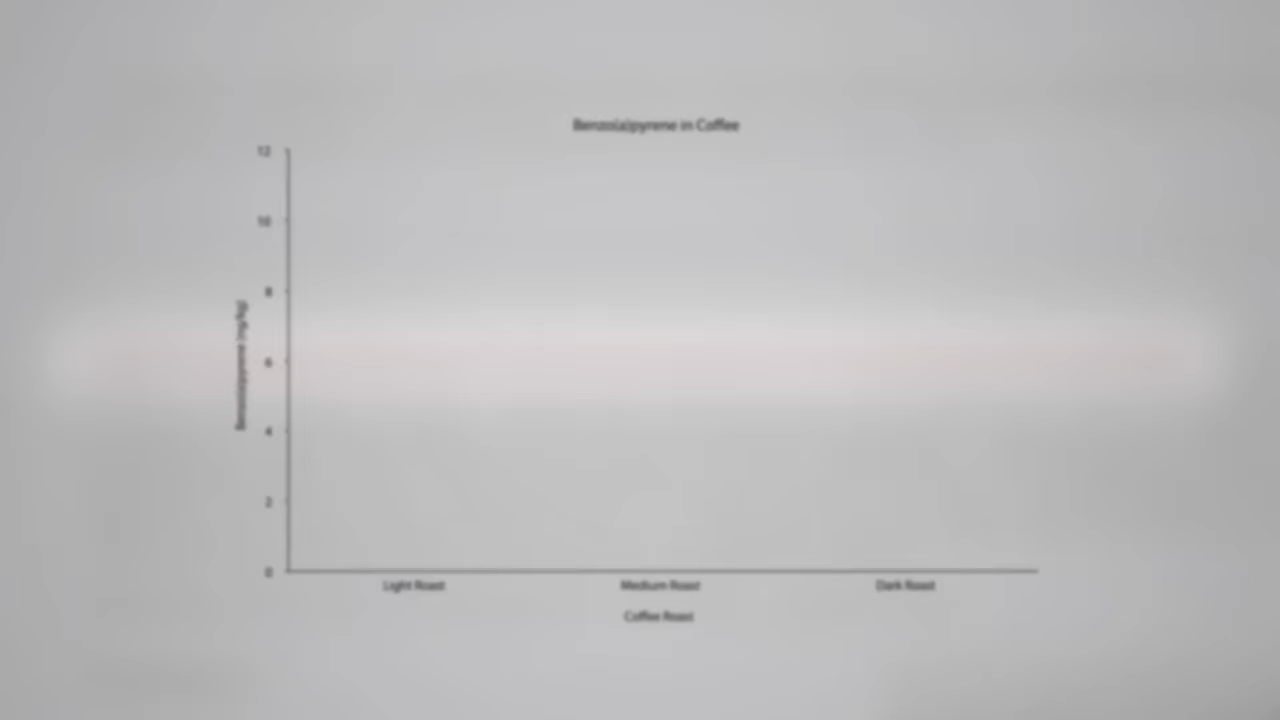 Benzo(a)pyrene in Coffee
12
10
8
6
4
2
0
Benzo(a)pyrene (ng/kg)
Light Roast
Medium Roast
Dark Roast
Coffee Roast